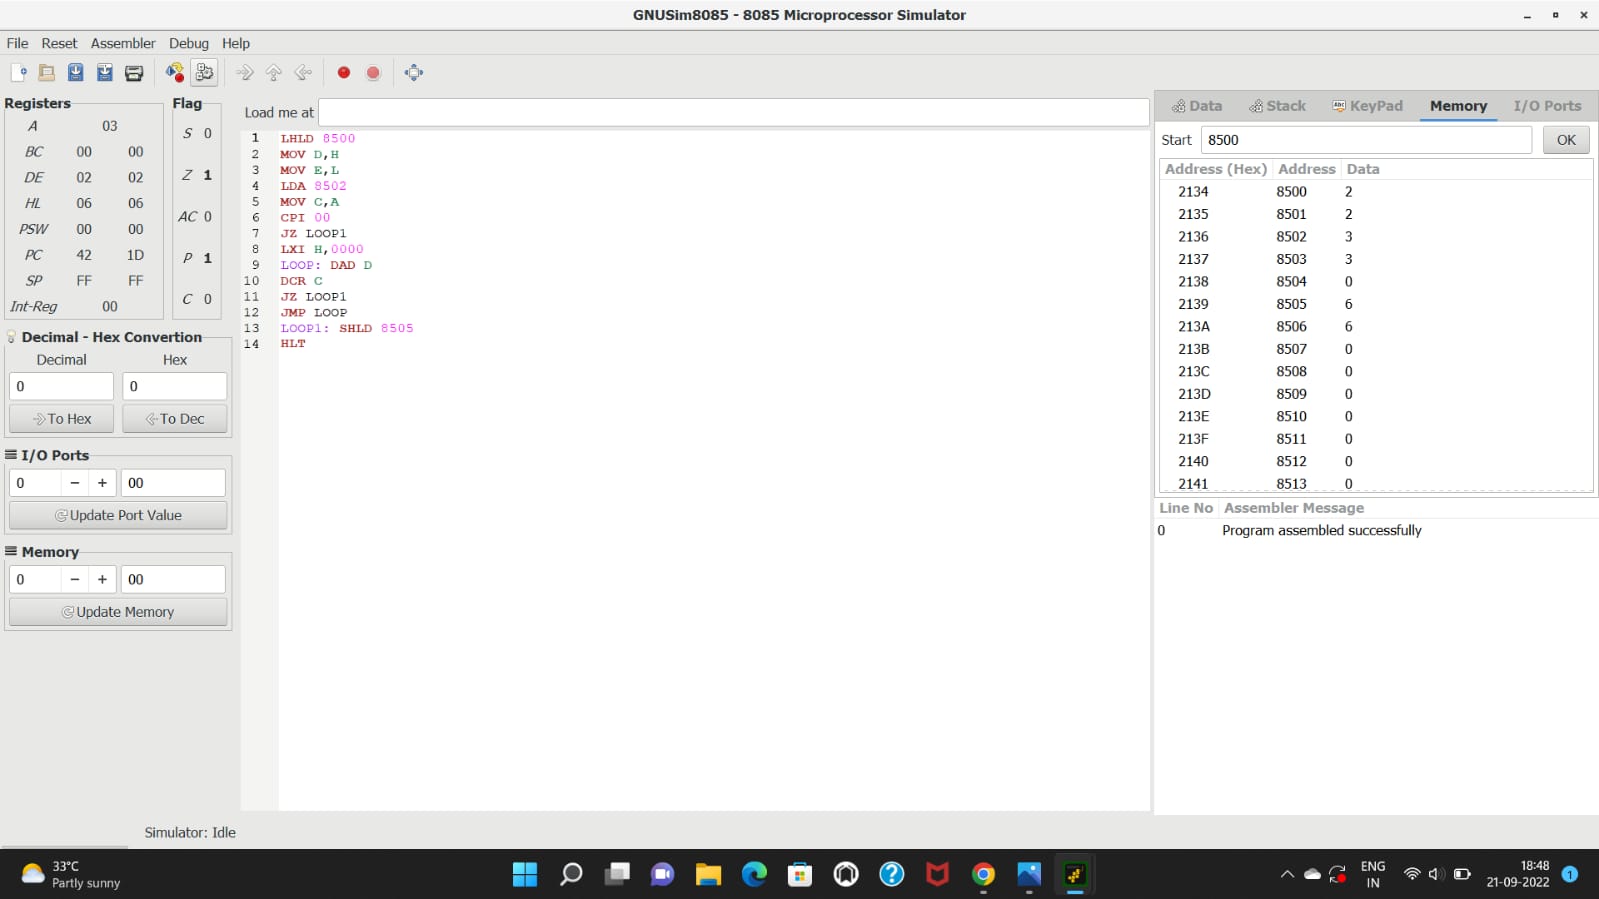 GNUSim8085 - 8085 Microprocessor Simulator
File Reset Assembler Debug Help
Registers
A 03
BC 00 00
DE 02 02
HL 06 06
PSW 00 00
PC 42 1D
SP FF FF
Int-Reg 00
Flag
S 0
Z 1
AC 0
P 1
C 0
Decimal - Hex Convertion
Decimal Hex
0 0
To Hex To Dec
I/O Ports
0 - + 00
Update Port Value
Memory
0 - + 00
Update Memory
Load me at
1 LHLD 8500
2 MOV D,H
3 MOV E,L
4 LDA 8502
5 MOV C,A
6 CPI 00
7 JZ LOOP1
8 LXI H,0000
9 LOOP: DAD D
10 DCR C
11 JZ LOOP1
12 JMP LOOP
13 LOOP1: SHLD 8505
14 HLT
Data Stack KeyPad Memory I/O Ports
Start 8500 OK
Address (Hex) Address Data
2134 8500 2
2135 8501 2
2136 8502 3
2137 8503 3
2138 8504 0
2139 8505 6
213A 8506 6
213B 8507 0
213C 8508 0
213D 8509 0
213E 8510 0
213F 8511 0
2140 8512 0
2141 8513 0
Line No Assembler Message
0 Program assembled successfully
Simulator: Idle
33°C
Partly sunny
ENG
IN
18:48
21-09-2022
1